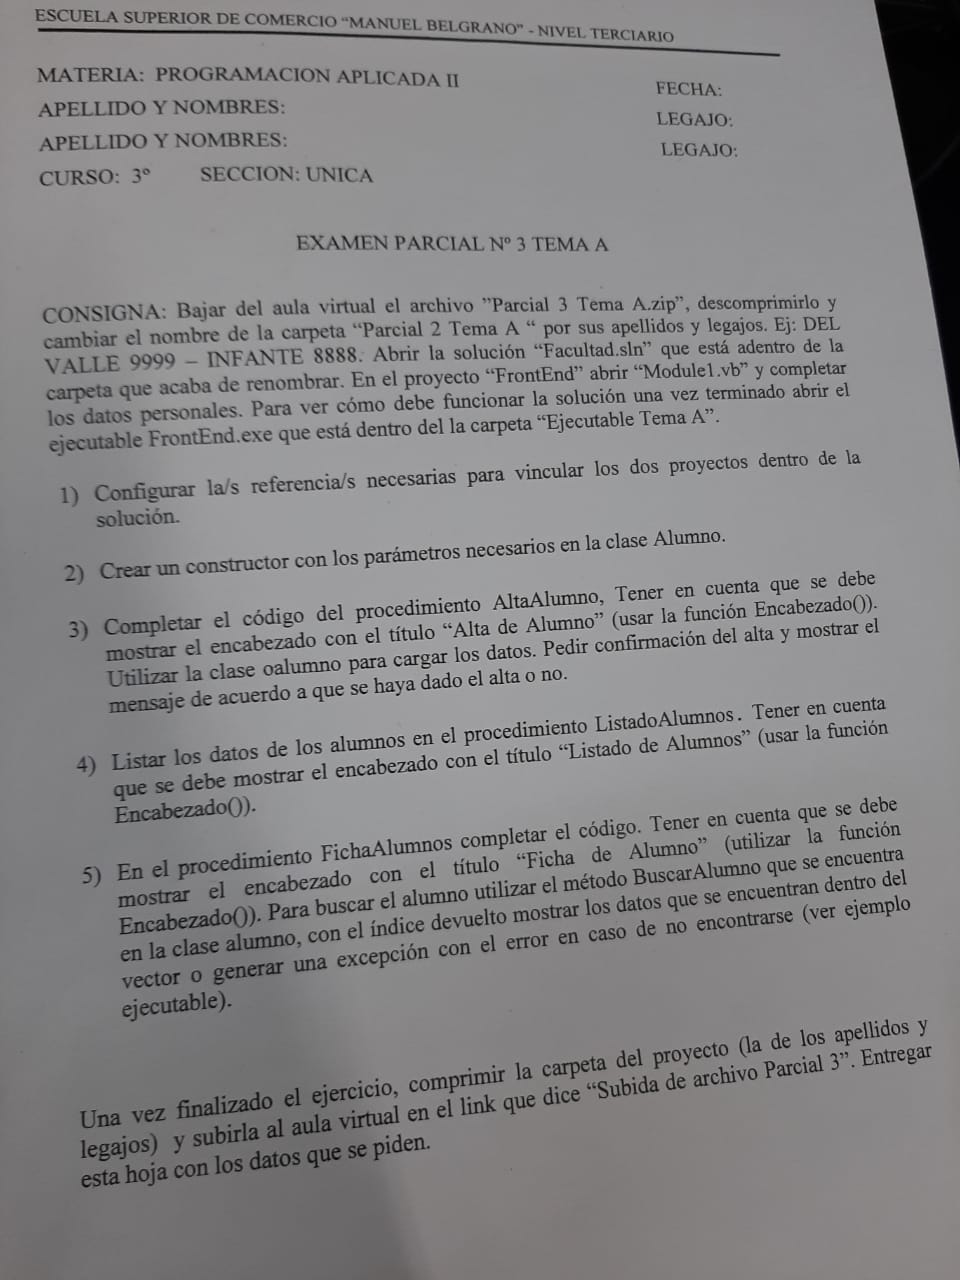 ESCUELA SUPERIOR DE COMERCIO “MANUEL BELGRANO” - NIVEL TERCIARIO
MATERIA: PROGRAMACION APLICADA II
FECHA:
APELLIDO Y NOMBRES:
LEGAJO:
APELLIDO Y NOMBRES:
LEGAJO:
CURSO: 3º SECCION: UNICA
EXAMEN PARCIAL Nº 3 TEMA A
CONSIGNA: Bajar del aula virtual el archivo ”Parcial 3 Tema A.zip”, descomprimirlo y
cambiar el nombre de la carpeta “Parcial 2 Tema A “ por sus apellidos y legajos. Ej: DEL
VALLE 9999 – INFANTE 8888. Abrir la solución “Facultad.sln” que está adentro de la
carpeta que acaba de renombrar. En el proyecto “FrontEnd” abrir “Module1.vb” y completar
los datos personales. Para ver cómo debe funcionar la solución una vez terminado abrir el
ejecutable FrontEnd.exe que está dentro del la carpeta “Ejecutable Tema A”.
1) Configurar la/s referencia/s necesarias para vincular los dos proyectos dentro de la
solución.
2) Crear un constructor con los parámetros necesarios en la clase Alumno.
3) Completar el código del procedimiento AltaAlumno, Tener en cuenta que se debe
mostrar el encabezado con el título “Alta de Alumno” (usar la función Encabezado()).
Utilizar la clase oalumno para cargar los datos. Pedir confirmación del alta y mostrar el
mensaje de acuerdo a que se haya dado el alta o no.
4) Listar los datos de los alumnos en el procedimiento ListadoAlumnos. Tener en cuenta
que se debe mostrar el encabezado con el título “Listado de Alumnos” (usar la función
Encabezado()).
5) En el procedimiento FichaAlumnos completar el código. Tener en cuenta que se debe
mostrar el encabezado con el título “Ficha de Alumno” (utilizar la función
Encabezado()). Para buscar el alumno utilizar el método BuscarAlumno que se encuentra
en la clase alumno, con el índice devuelto mostrar los datos que se encuentran dentro del
vector o generar una excepción con el error en caso de no encontrarse (ver ejemplo
ejecutable).
Una vez finalizado el ejercicio, comprimir la carpeta del proyecto (la de los apellidos y
legajos) y subirla al aula virtual en el link que dice “Subida de archivo Parcial 3”. Entregar
esta hoja con los datos que se piden.